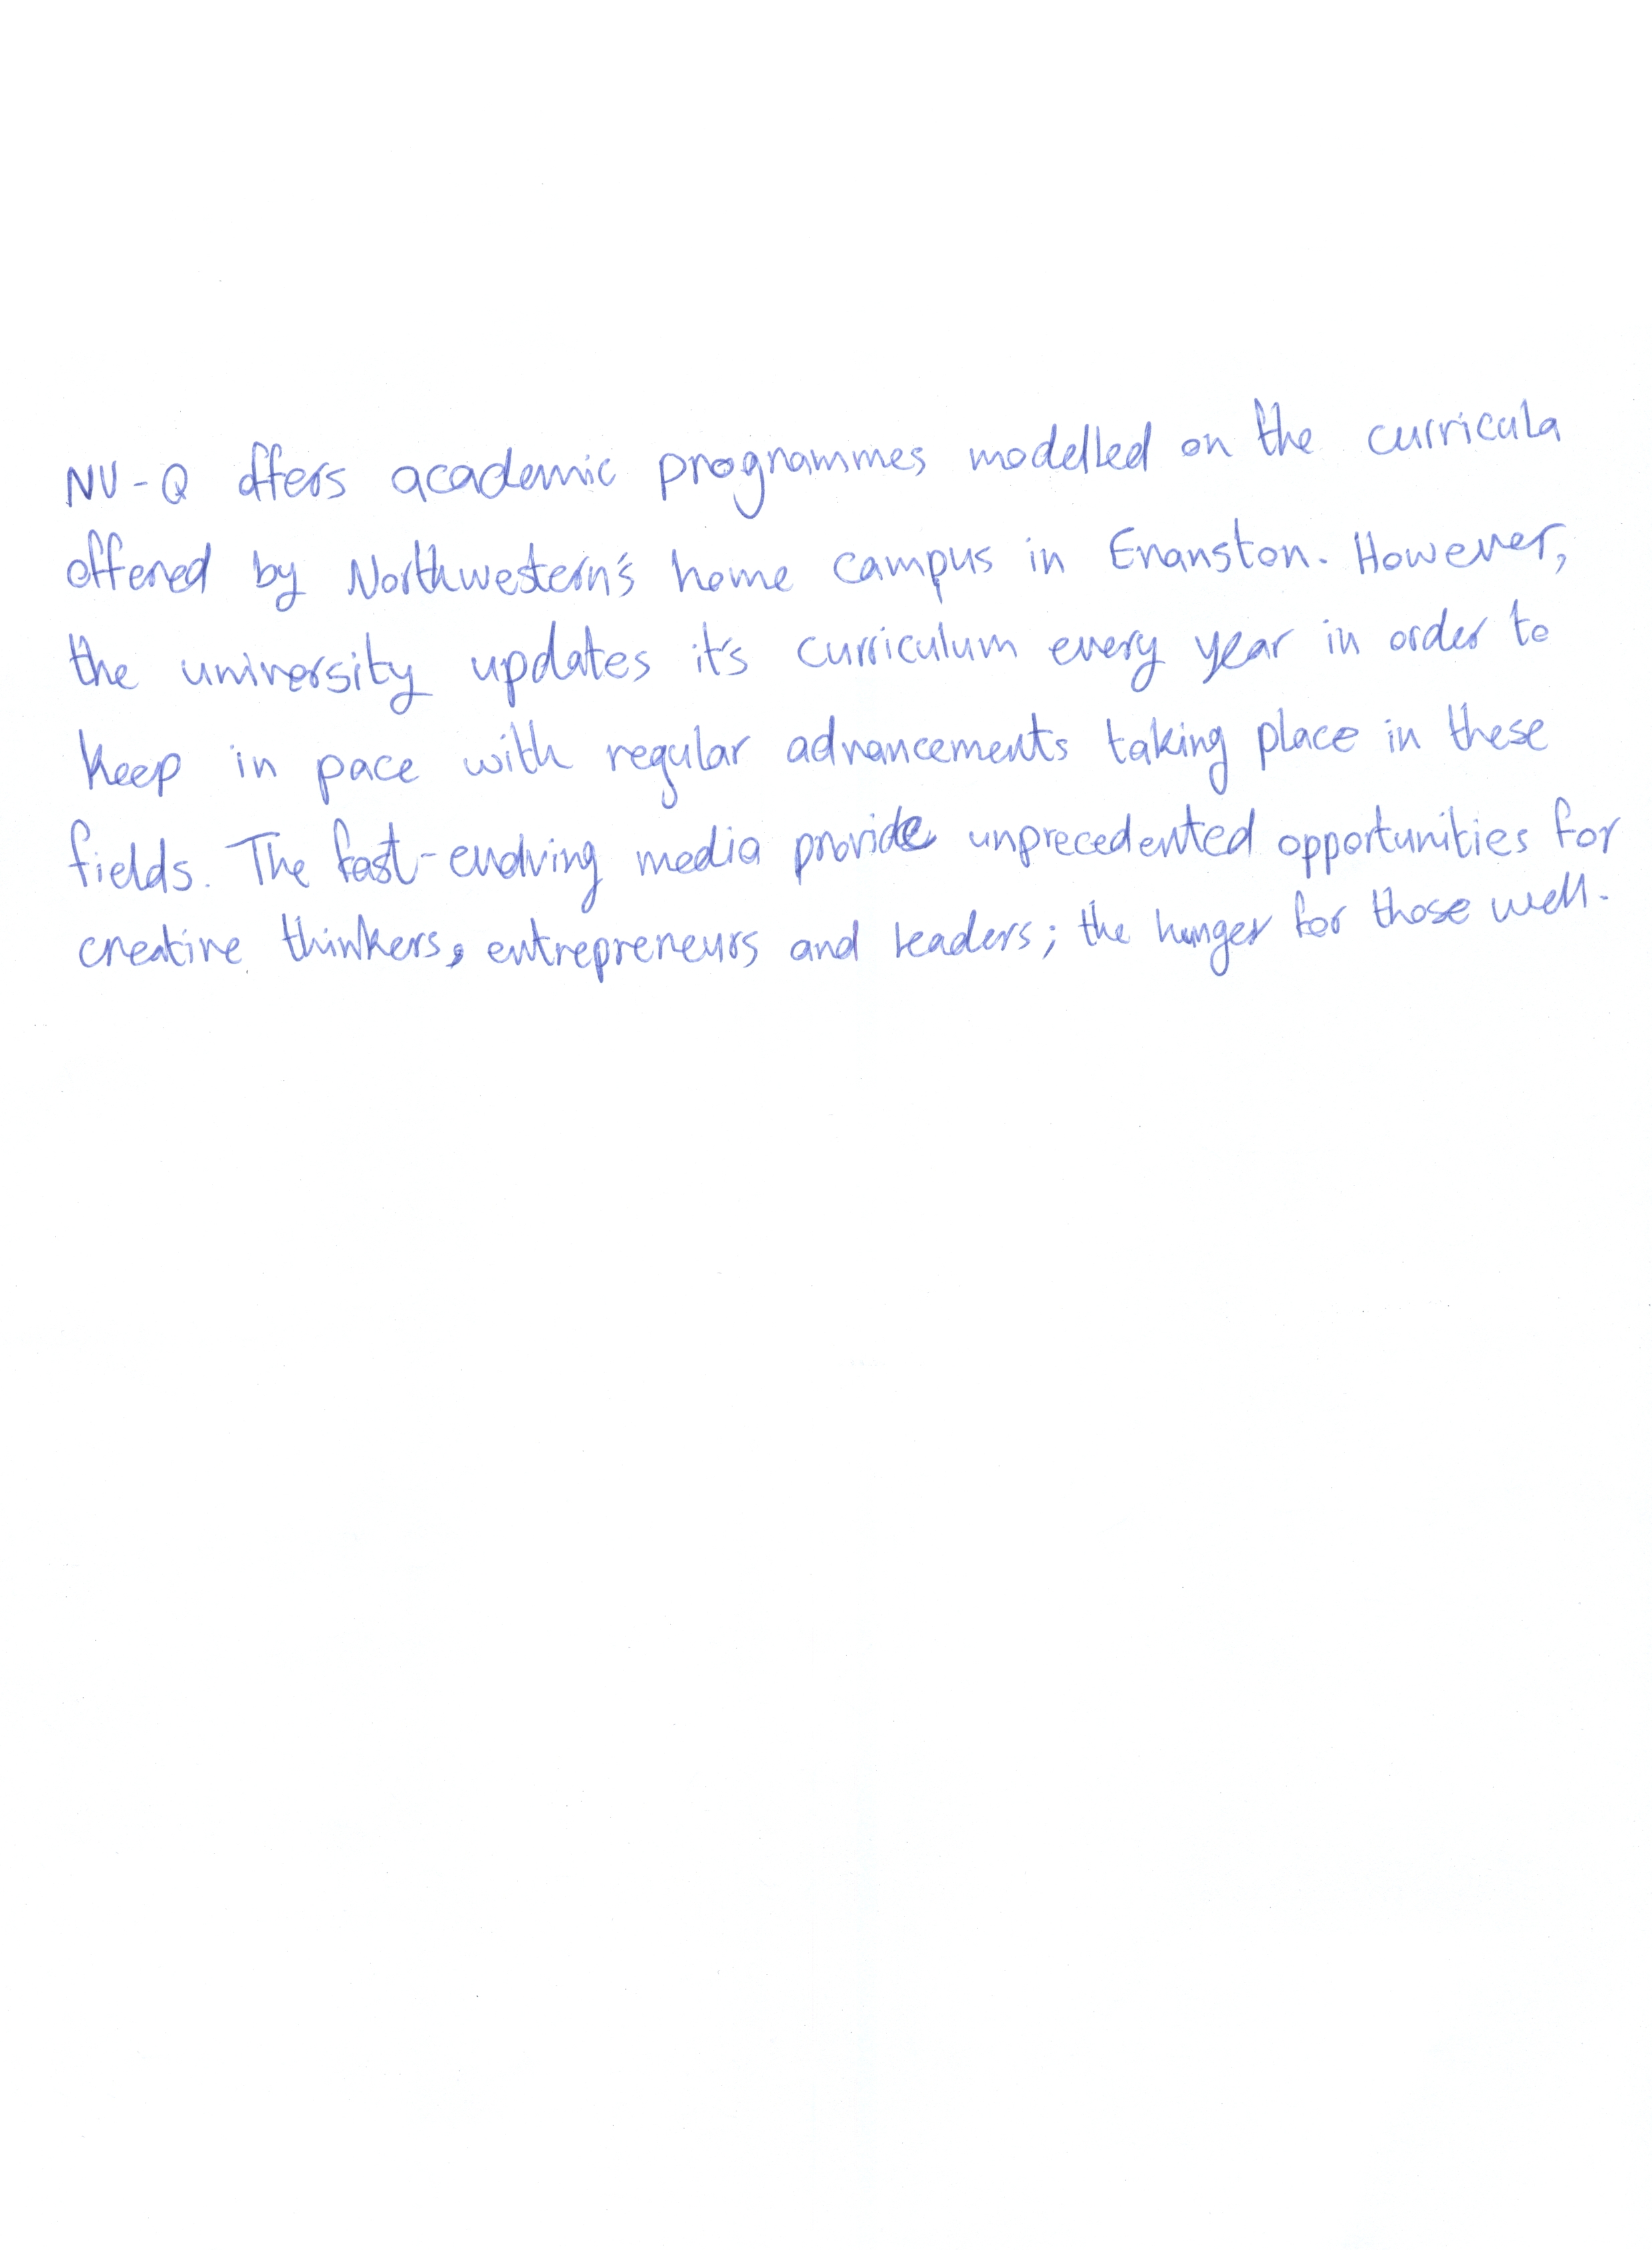 NU-Q offers academic programmes modelled on the curricula
offered by Northwestern's home campus in Evanston. However,
the university updates it's curriculum every year in order to
keep in pace with regular advancements taking place in these
fields. The fast-evolving media provide unprecedented opportunities for
creative thinkers, entrepreneurs and leaders; the hunger for those well.